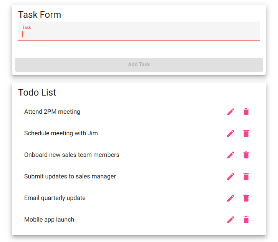 Task Form
Task
Add Task
Todo List
Attend 2PM meeting
Schedule meeting with Jim
Onboard new sales team members
Submit updates to sales manager
Email quarterly update
Mobile app launch